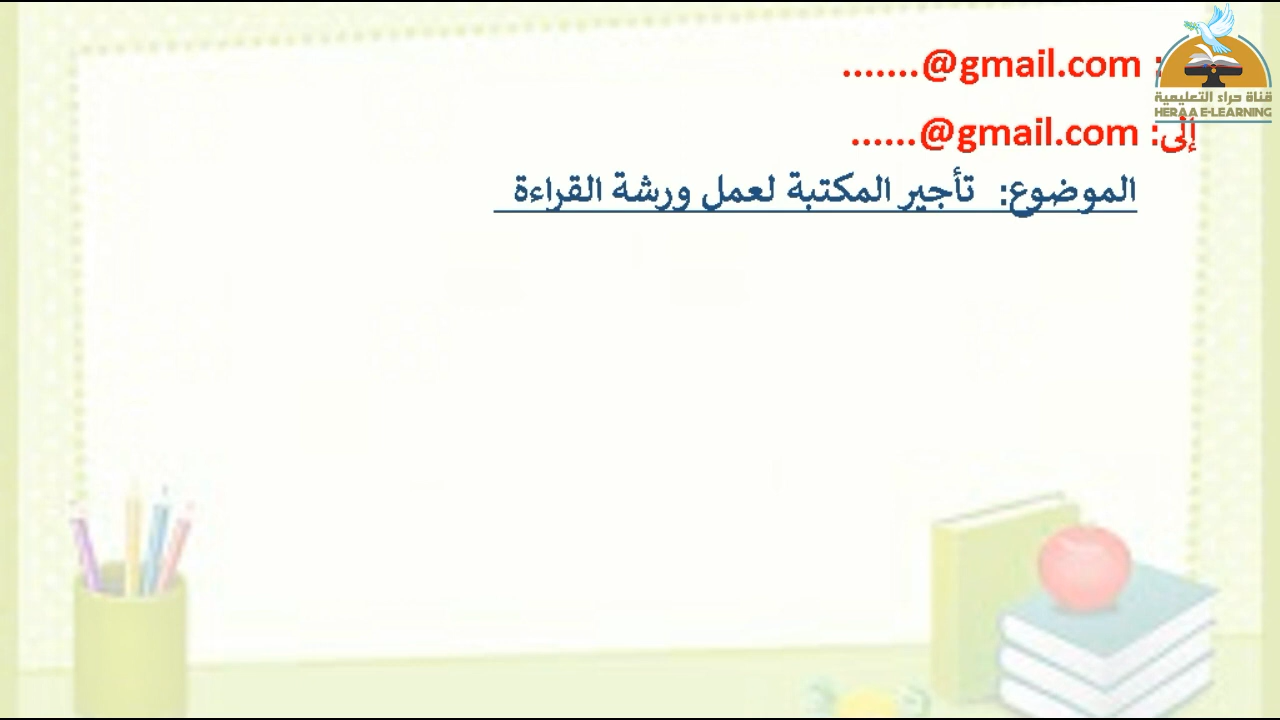 : .......@gmail.com
إلى: ......@gmail.com
الموضوع: تأجير المكتبة لعمل ورشة القراءة
قناة حراء التعليمية
HERAA E-LEARNING